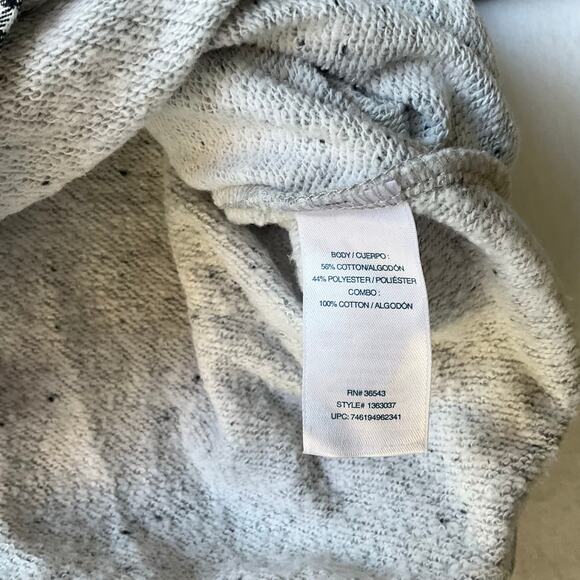 BODY / CUERPO :
56% COTTON/ALGODÓN
44% POLYESTER / POLIÉSTER
COMBO :
100% COTTON / ALGODÓN
RN# 36543
STYLE# 1363037
UPC: 746194962341